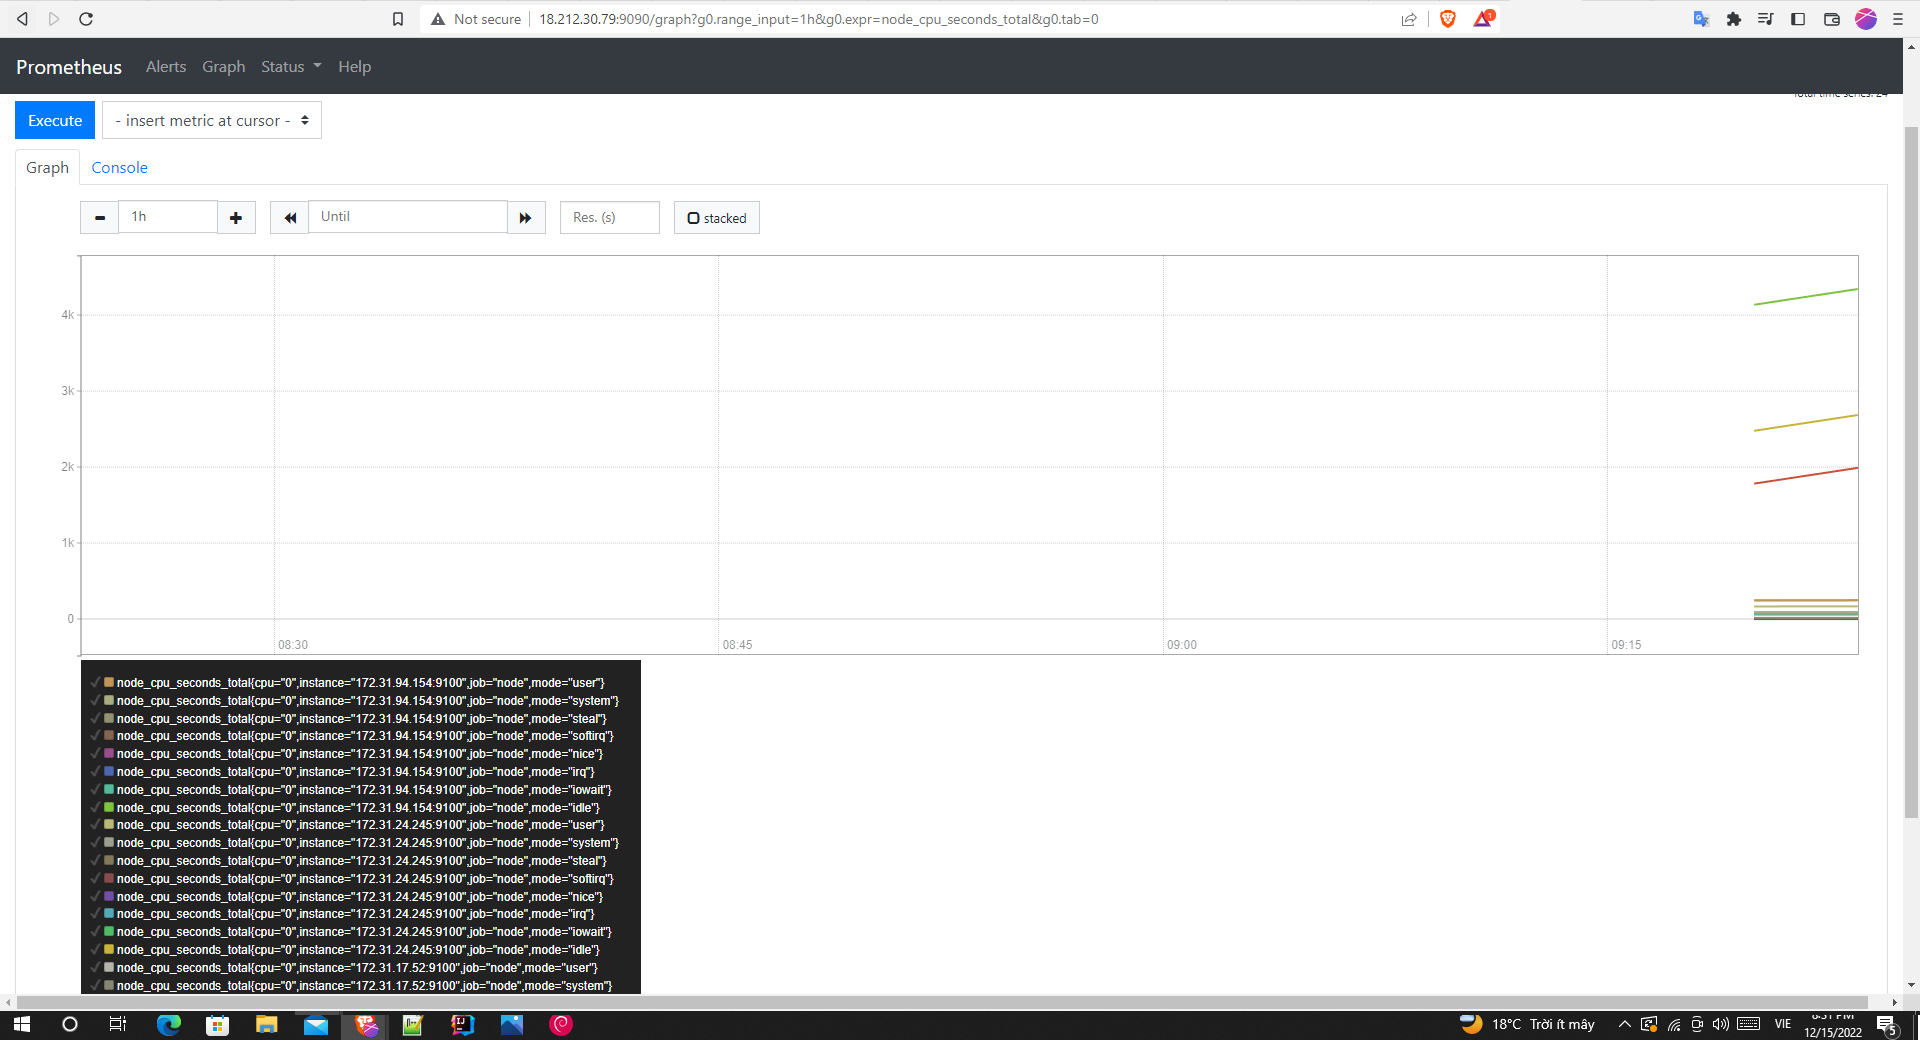 Not secure 18.212.30.79:9090/graph?g0.range_input=1h&g0.expr=node_cpu_seconds_total&g0.tab=0
1
Prometheus Alerts Graph Status Help
Total time series: 24
Execute - insert metric at cursor -
Graph Console
1h Until Res. (s) stacked
4k
3k
2k
1k
0
08:30 08:45 09:00 09:15
node_cpu_seconds_total{cpu="0",instance="172.31.94.154:9100",job="node",mode="user"}
node_cpu_seconds_total{cpu="0",instance="172.31.94.154:9100",job="node",mode="system"}
node_cpu_seconds_total{cpu="0",instance="172.31.94.154:9100",job="node",mode="steal"}
node_cpu_seconds_total{cpu="0",instance="172.31.94.154:9100",job="node",mode="softirq"}
node_cpu_seconds_total{cpu="0",instance="172.31.94.154:9100",job="node",mode="nice"}
node_cpu_seconds_total{cpu="0",instance="172.31.94.154:9100",job="node",mode="irq"}
node_cpu_seconds_total{cpu="0",instance="172.31.94.154:9100",job="node",mode="iowait"}
node_cpu_seconds_total{cpu="0",instance="172.31.94.154:9100",job="node",mode="idle"}
node_cpu_seconds_total{cpu="0",instance="172.31.24.245:9100",job="node",mode="user"}
node_cpu_seconds_total{cpu="0",instance="172.31.24.245:9100",job="node",mode="system"}
node_cpu_seconds_total{cpu="0",instance="172.31.24.245:9100",job="node",mode="steal"}
node_cpu_seconds_total{cpu="0",instance="172.31.24.245:9100",job="node",mode="softirq"}
node_cpu_seconds_total{cpu="0",instance="172.31.24.245:9100",job="node",mode="nice"}
node_cpu_seconds_total{cpu="0",instance="172.31.24.245:9100",job="node",mode="irq"}
node_cpu_seconds_total{cpu="0",instance="172.31.24.245:9100",job="node",mode="iowait"}
node_cpu_seconds_total{cpu="0",instance="172.31.24.245:9100",job="node",mode="idle"}
node_cpu_seconds_total{cpu="0",instance="172.31.17.52:9100",job="node",mode="user"}
node_cpu_seconds_total{cpu="0",instance="172.31.17.52:9100",job="node",mode="system"}
18°C Trời ít mây VIE 8:31 PM
12/15/2022 5